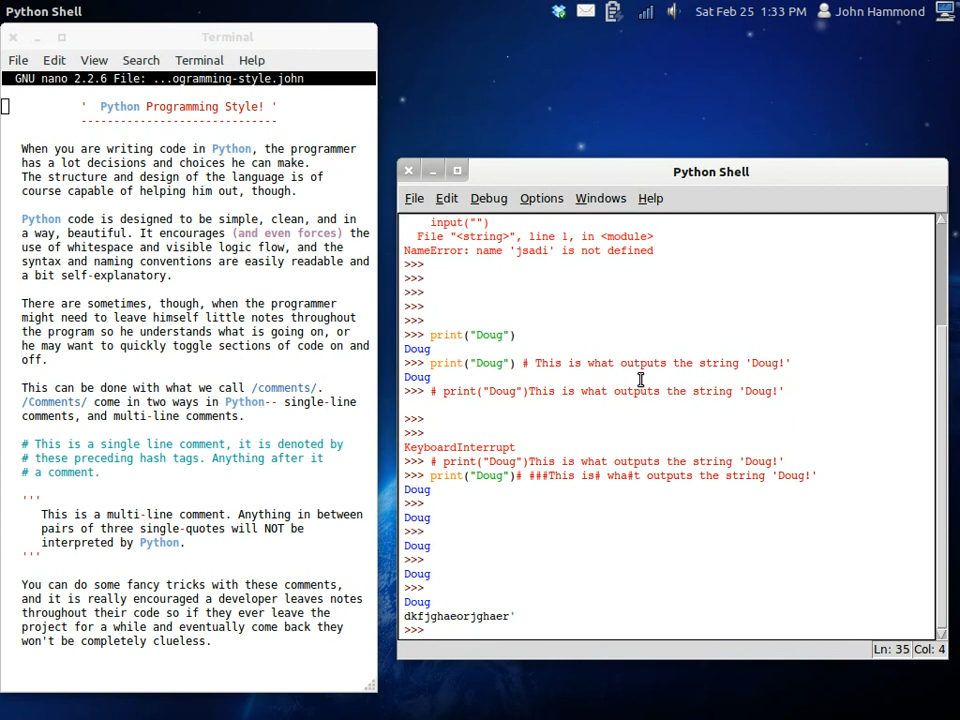 Python Shell
Sat Feb 25 1:33 PM John Hammond
Terminal
File Edit View Search Terminal Help
GNU nano 2.2.6 File: ...ogramming-style.john
' Python Programming Style! '
------------------------------
When you are writing code in Python, the programmer
has a lot decisions and choices he can make.
The structure and design of the language is of
course capable of helping him out, though.
Python code is designed to be simple, clean, and in
a way, beautiful. It encourages (and even forces) the
use of whitespace and visible logic flow, and the
syntax and naming conventions are easily readable and
a bit self-explanatory.
There are sometimes, though, when the programmer
might need to leave himself little notes throughout
the program so he understands what is going on, or
he may want to quickly toggle sections of code on and
off.
This can be done with what we call /comments/.
/Comments/ come in two ways in Python-- single-line
comments, and multi-line comments.
# This is a single line comment, it is denoted by
# these preceding hash tags. Anything after it
# a comment.
'''
This is a multi-line comment. Anything in between
pairs of three single-quotes will NOT be
interpreted by Python.
'''
You can do some fancy tricks with these comments,
and it is really encouraged a developer leaves notes
throughout their code so if they ever leave the
project for a while and eventually come back they
won't be completely clueless.
Python Shell
File Edit Debug Options Windows Help
input("")
File "<string>", line 1, in <module>
NameError: name 'jsadi' is not defined
>>>
>>>
>>>
>>>
>>>
>>> print("Doug")
Doug
>>> print("Doug") # This is what outputs the string 'Doug!'
Doug
>>> # print("Doug")This is what outputs the string 'Doug!'
>>>
>>>
KeyboardInterrupt
>>> # print("Doug")This is what outputs the string 'Doug!'
>>> print("Doug")# ###This is# wha#t outputs the string 'Doug!'
Doug
>>>
Doug
>>>
Doug
>>>
Doug
>>>
Doug
dkfjghaeorjghaer'
>>>
Ln: 35 Col: 4